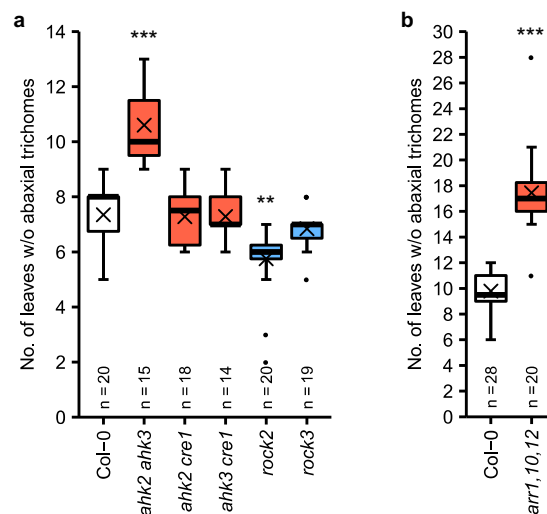 a
b
No. of leaves w/o abaxial trichomes
14
12
10
8
6
4
2
0
***
**
n = 20
n = 15
n = 18
n = 14
n = 20
n = 19
Col-0
ahk2 ahk3
ahk2 cre1
ahk3 cre1
rock2
rock3
No. of leaves w/o abaxial trichomes
30
28
26
24
22
20
18
16
14
12
10
8
6
4
2
0
***
n = 28
n = 20
Col-0
arr1,10,12